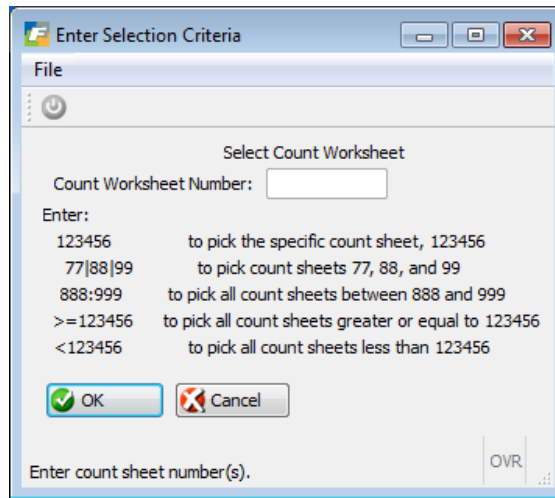 Enter Selection Criteria
File
Select Count Worksheet
Count Worksheet Number:
Enter:
123456 to pick the specific count sheet, 123456
77|88|99 to pick count sheets 77, 88, and 99
888:999 to pick all count sheets between 888 and 999
>=123456 to pick all count sheets greater or equal to 123456
<123456 to pick all count sheets less than 123456
OK Cancel
Enter count sheet number(s). OVR